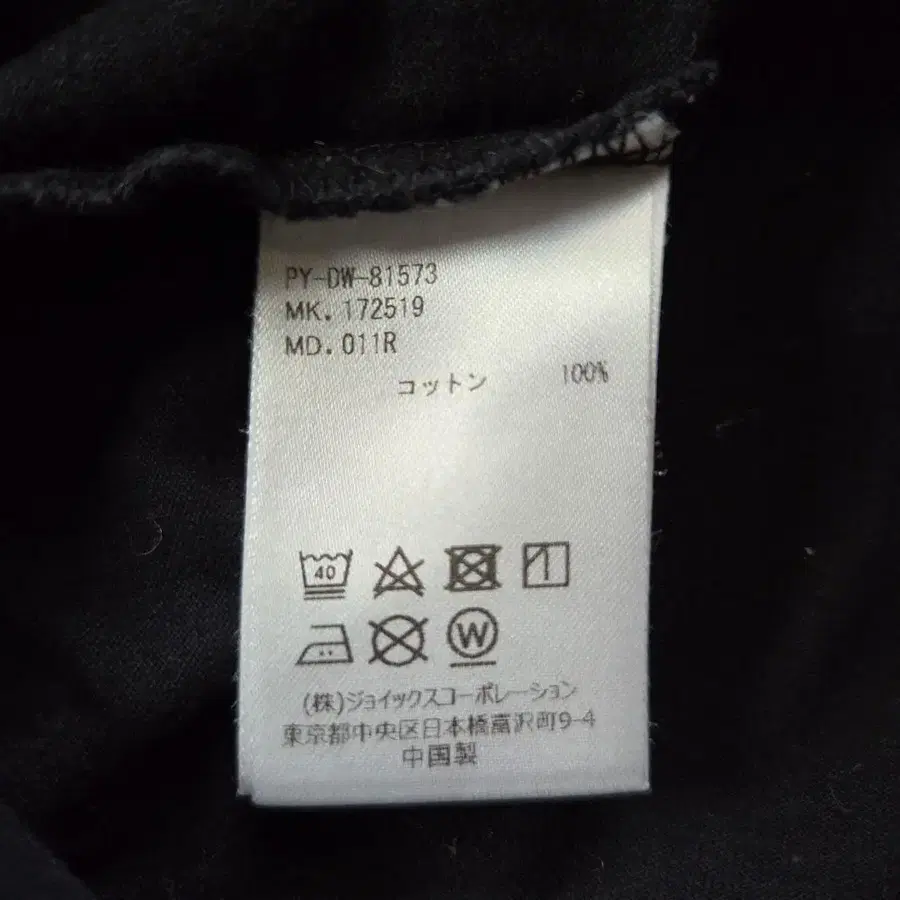 PY-DW-81573
MK. 172519
MD. 011R
コットン 100%
40
W
(株)ジョイックスコーポレーション
東京都中央区日本橋富沢町9-4
中国製